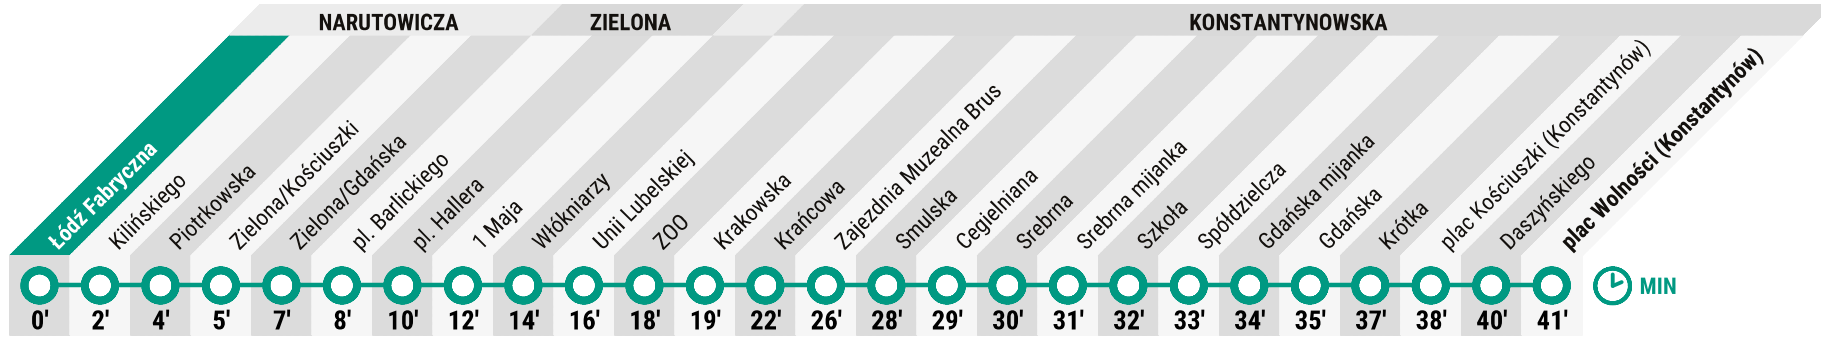 NARUTOWICZA
ZIELONA
KONSTANTYNOWSKA
Łódź Fabryczna
Kilińskiego
Piotrkowska
Zielona/Kościuszki
Zielona/Gdańska
pl. Barlickiego
pl. Hallera
1 Maja
Włókniarzy
Unii Lubelskiej
ZOO
Krakowska
Krańcowa
Zajezdnia Muzealna Brus
Smulska
Cegielniana
Srebrna
Srebrna mijanka
Szkoła
Spółdzielcza
Gdańska mijanka
Gdańska
Krótka
plac Kościuszki (Konstantynów)
Daszyńskiego
plac Wolności (Konstantynów)
0' 2' 4' 5' 7' 8' 10' 12' 14' 16' 18' 19' 22' 26' 28' 29' 30' 31' 32' 33' 34' 35' 37' 38' 40' 41' MIN